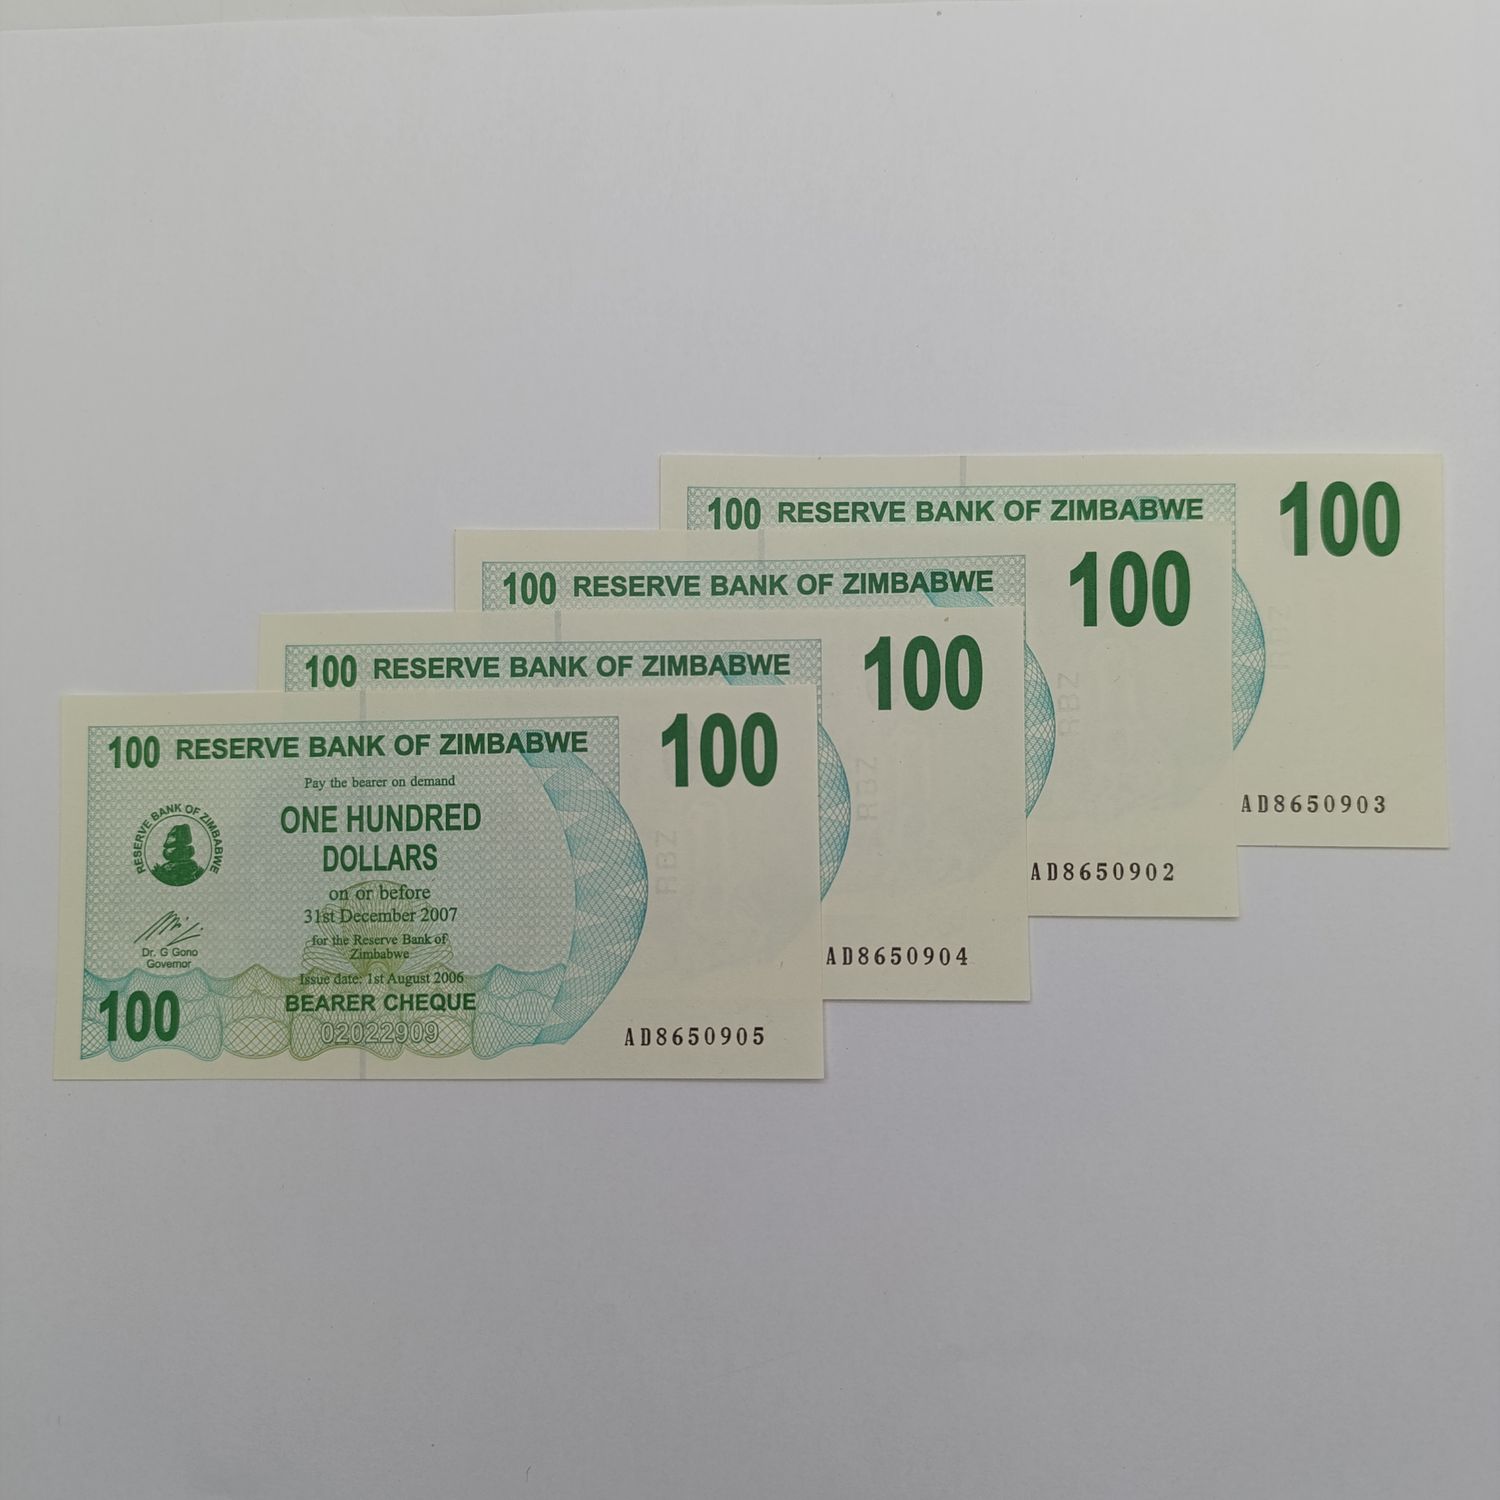 100 RESERVE BANK OF ZIMBABWE 100
RBZ
AD8650903
100 RESERVE BANK OF ZIMBABWE 100
RBZ
AD8650902
100 RESERVE BANK OF ZIMBABWE 100
RBZ
AD8650904
100 RESERVE BANK OF ZIMBABWE 100
Pay the bearer on demand
ONE HUNDRED
DOLLARS
RESERVE BANK OF ZIMBABWE
on or before
31st December 2007
for the Reserve Bank of
Zimbabwe
Dr. G Gono
Governor
Issue date: 1st August 2006
BEARER CHEQUE
100
02022909
RBZ
AD8650905